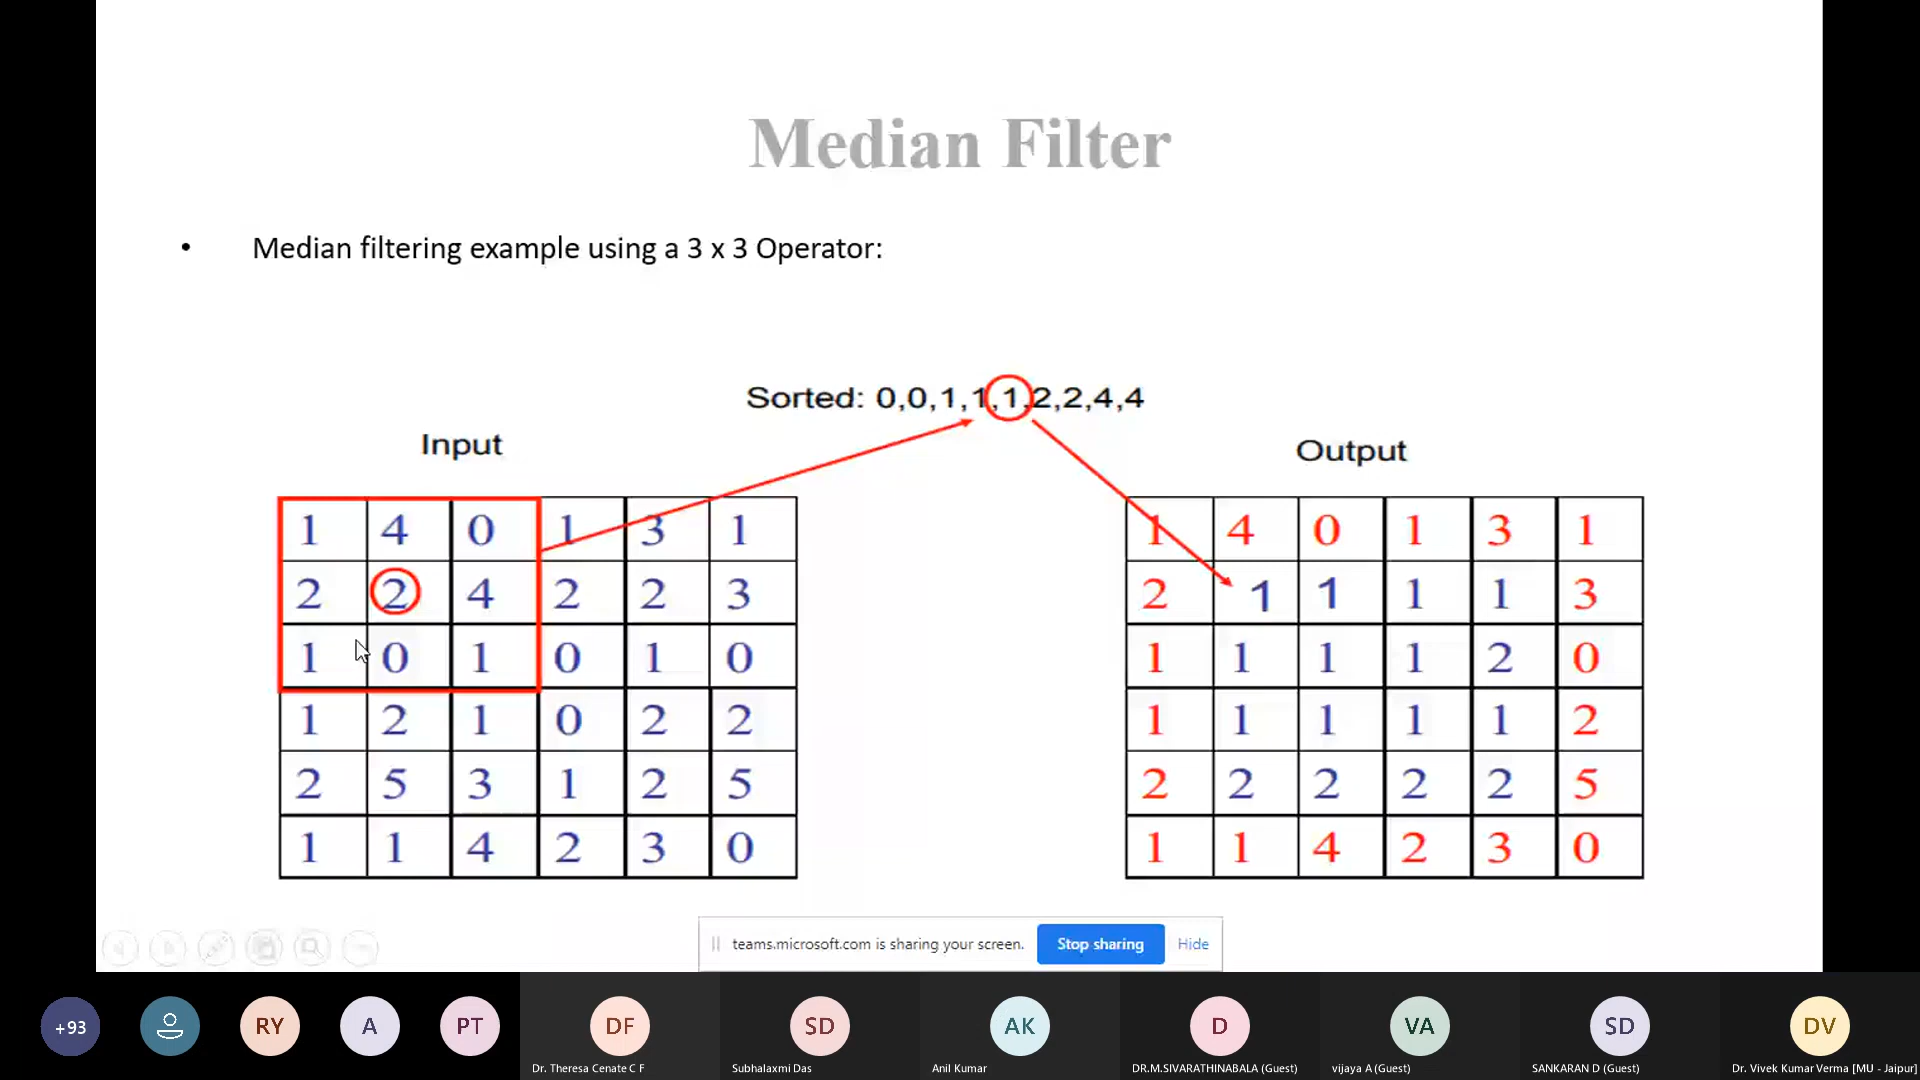 Median Filter
• Median filtering example using a 3 x 3 Operator:
Sorted: 0,0,1,1,1,2,2,4,4
Input
Output
1 4 0 1 3 1
2 2 4 2 2 3
1 0 1 0 1 0
1 2 1 0 2 2
2 5 3 1 2 5
1 1 4 2 3 0
1 4 0 1 3 1
2 1 1 1 1 3
1 1 1 1 2 0
1 1 1 1 1 2
2 2 2 2 2 5
1 1 4 2 3 0
teams.microsoft.com is sharing your screen. Stop sharing Hide
+93 RY A PT DF SD AK D VA SD DV
Dr. Theresa Cenate C F Subhalaxmi Das Anil Kumar DR.M.SIVARATHINABALA (Guest) vijaya A (Guest) SANKARAN D (Guest) Dr. Vivek Kumar Verma [MU - Jaipur]